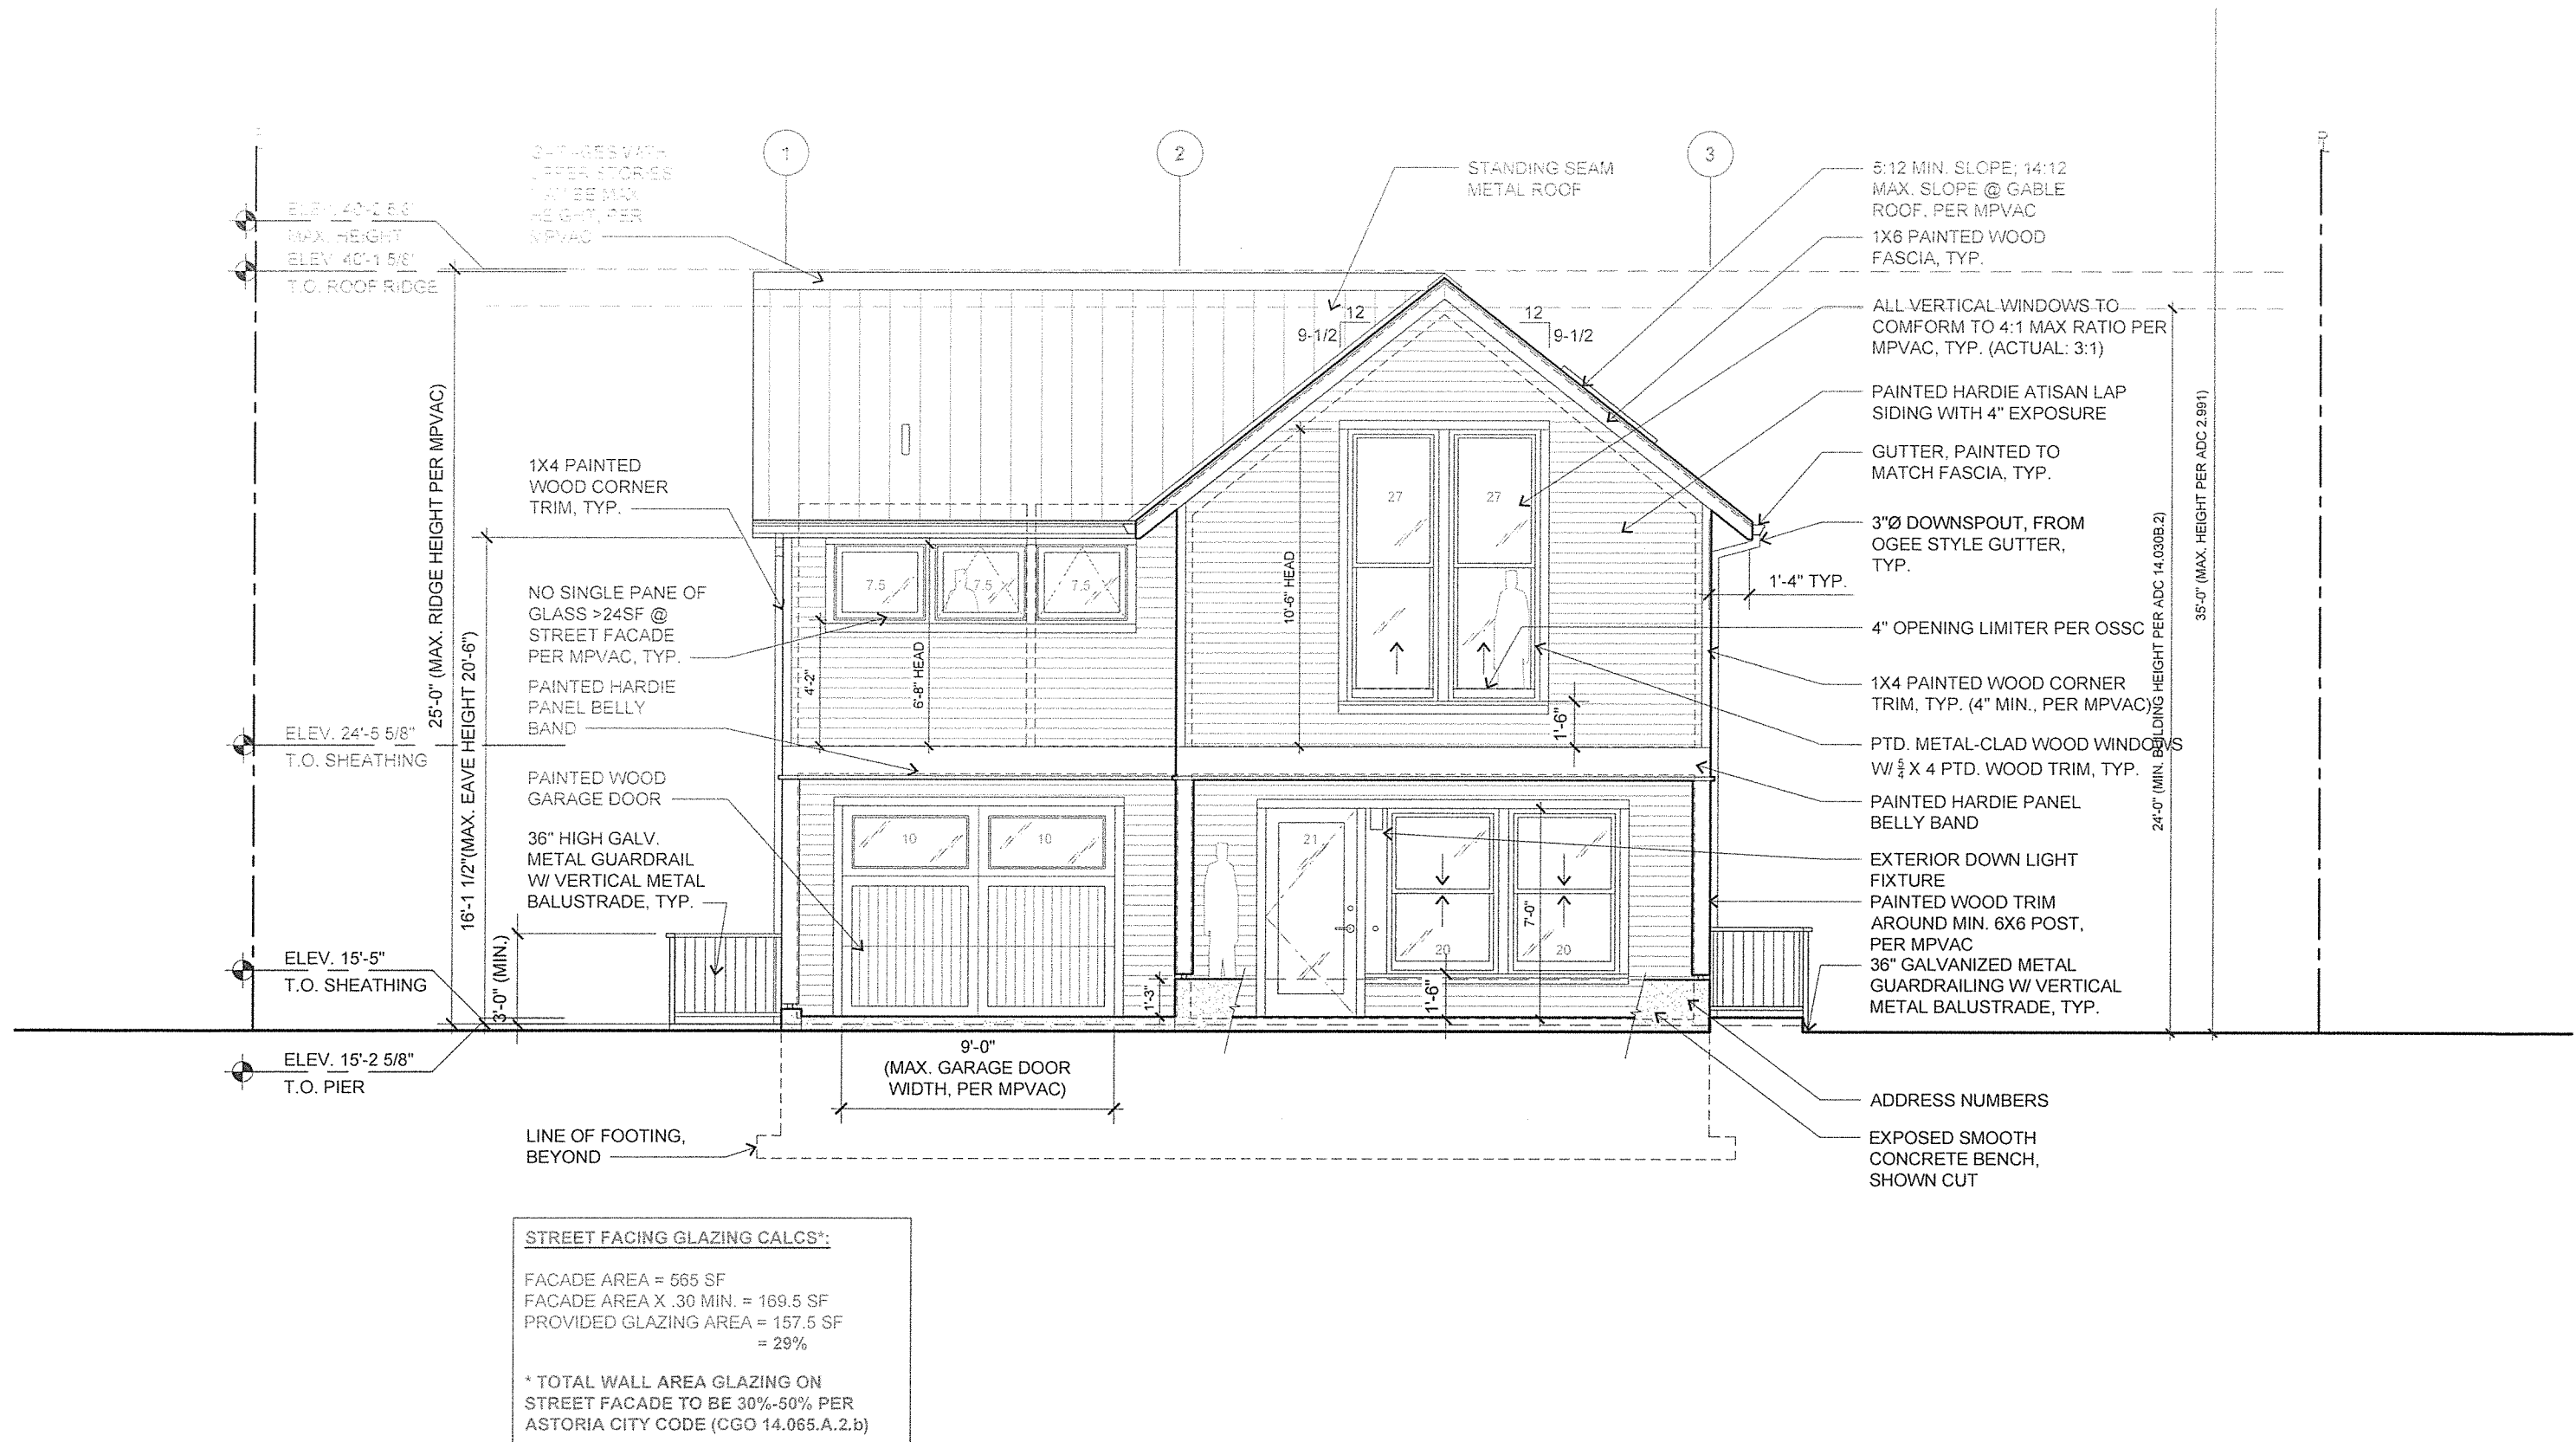 1
2
3
HEIGHT, PER
MPVAC
STANDING SEAM
METAL ROOF
5:12 MIN. SLOPE; 14:12
MAX. SLOPE @ GABLE
ROOF, PER MPVAC
1X6 PAINTED WOOD
FASCIA, TYP.
ALL VERTICAL WINDOWS TO
COMFORM TO 4:1 MAX RATIO PER
MPVAC, TYP. (ACTUAL: 3:1)
PAINTED HARDIE ATISAN LAP
SIDING WITH 4" EXPOSURE
GUTTER, PAINTED TO
MATCH FASCIA, TYP.
3"Ø DOWNSPOUT, FROM
OGEE STYLE GUTTER,
TYP.
1'-4" TYP.
4" OPENING LIMITER PER OSSC
1X4 PAINTED WOOD CORNER
TRIM, TYP. (4" MIN., PER MPVAC)
PTD. METAL-CLAD WOOD WINDOWS
W/ 5/4 X 4 PTD. WOOD TRIM, TYP.
PAINTED HARDIE PANEL
BELLY BAND
EXTERIOR DOWN LIGHT
FIXTURE
PAINTED WOOD TRIM
AROUND MIN. 6X6 POST,
PER MPVAC
36" GALVANIZED METAL
GUARDRAILING W/ VERTICAL
METAL BALUSTRADE, TYP.
ADDRESS NUMBERS
EXPOSED SMOOTH
CONCRETE BENCH,
SHOWN CUT
24'-0" (MIN. BUILDING HEIGHT PER ADC 14.030B.2)
35'-0" (MAX. HEIGHT PER ADC 2.991)
ELEV. 40'-2 5/8"
MAX. HEIGHT
ELEV. 40'-1 5/8"
T.O. ROOF RIDGE
ELEV. 24'-5 5/8"
T.O. SHEATHING
ELEV. 15'-5"
T.O. SHEATHING
ELEV. 15'-2 5/8"
T.O. PIER
25'-0" (MAX. RIDGE HEIGHT PER MPVAC)
16'-1 1/2"(MAX. EAVE HEIGHT 20'-6")
3'-0" (MIN.)
1X4 PAINTED
WOOD CORNER
TRIM, TYP.
NO SINGLE PANE OF
GLASS >24SF @
STREET FACADE
PER MPVAC, TYP.
PAINTED HARDIE
PANEL BELLY
BAND
PAINTED WOOD
GARAGE DOOR
36" HIGH GALV.
METAL GUARDRAIL
W/ VERTICAL METAL
BALUSTRADE, TYP.
LINE OF FOOTING,
BEYOND
12
9-1/2
12
9-1/2
27
27
7.5
7.5
7.5
4'-2"
6'-8" HEAD
10'-6" HEAD
1'-6"
10
10
21
20
20
7'-0"
1'-3"
1'-6"
9'-0"
(MAX. GARAGE DOOR
WIDTH, PER MPVAC)
STREET FACING GLAZING CALCS*:
FACADE AREA = 565 SF
FACADE AREA X .30 MIN. = 169.5 SF
PROVIDED GLAZING AREA = 157.5 SF
= 29%
* TOTAL WALL AREA GLAZING ON
STREET FACADE TO BE 30%-50% PER
ASTORIA CITY CODE (CGO 14.065.A.2.b)